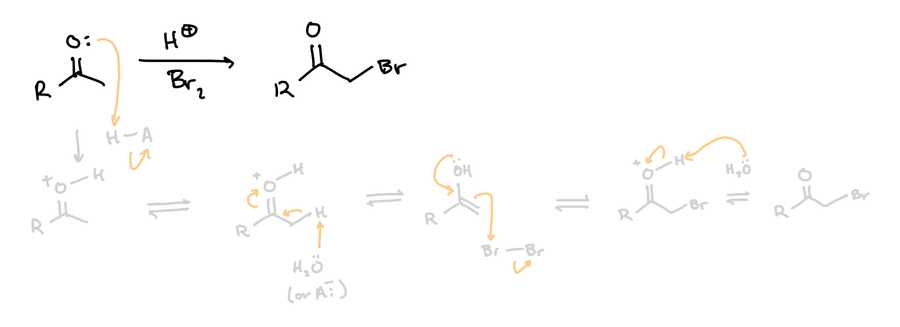 O: H⊕ O
R Br₂ R Br
H–A
+O–H +O–H ÖH +O–H H₂Ö O
R R H R Br–Br R Br R Br
H₂Ö
(or A⁻:)